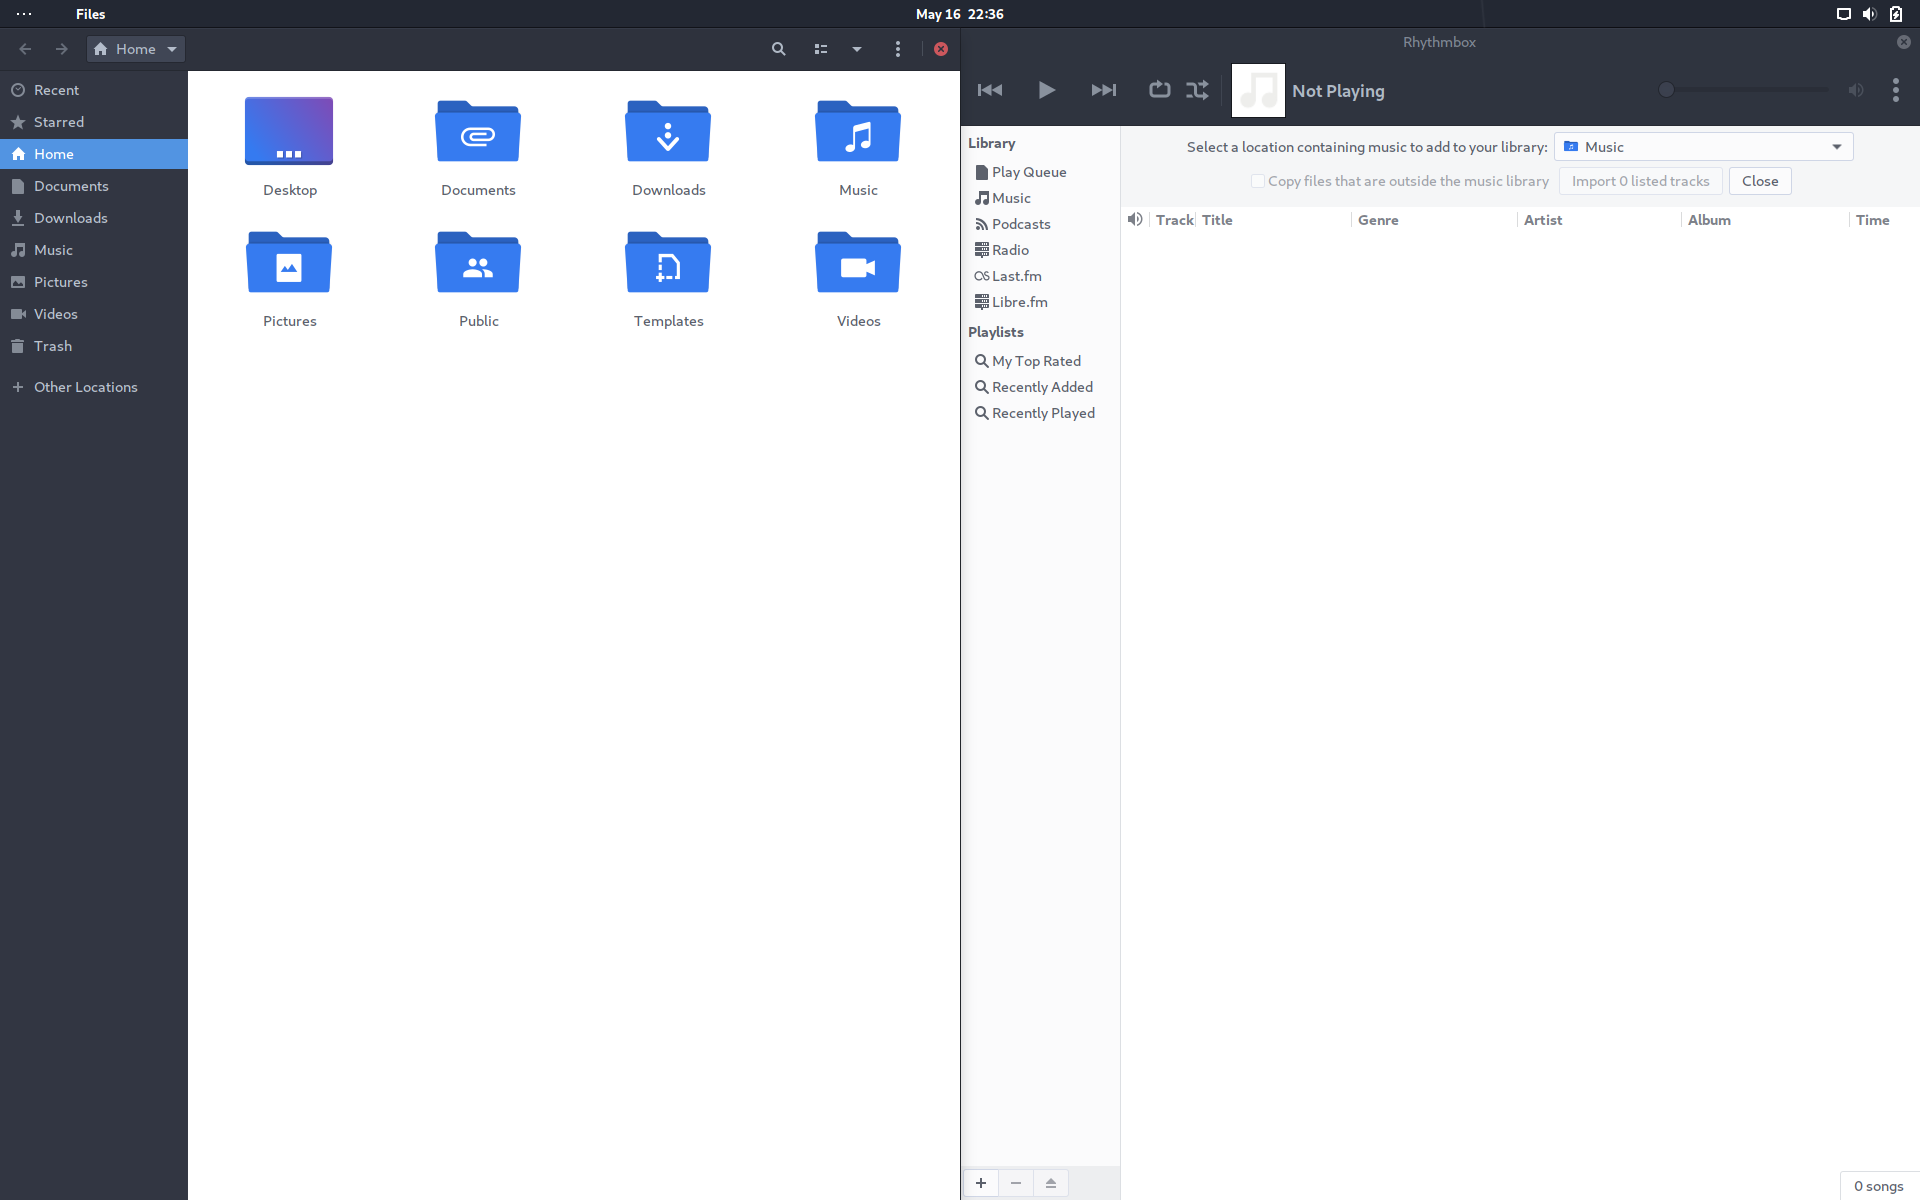 Files
May 16 22:36
Home
Recent
Starred
Home
Documents
Downloads
Music
Pictures
Videos
Trash
Other Locations
Desktop
Documents
Downloads
Music
Pictures
Public
Templates
Videos
Rhythmbox
Not Playing
Library
Play Queue
Music
Podcasts
Radio
Last.fm
Libre.fm
Playlists
My Top Rated
Recently Added
Recently Played
Select a location containing music to add to your library: Music
Copy files that are outside the music library Import 0 listed tracks Close
Track Title Genre Artist Album Time
0 songs